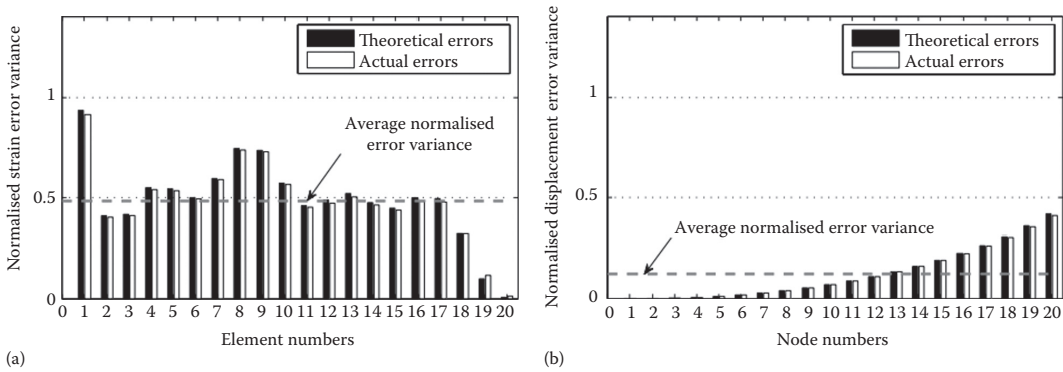 Normalised strain error variance
1
0.5
0
Theoretical errors
Actual errors
Average normalised
error variance
0 1 2 3 4 5 6 7 8 9 10 11 12 13 14 15 16 17 18 19 20
Element numbers
(a)
Normalised displacement error variance
1
0.5
0
Theoretical errors
Actual errors
Average normalised error variance
0 1 2 3 4 5 6 7 8 9 10 11 12 13 14 15 16 17 18 19 20
Node numbers
(b)